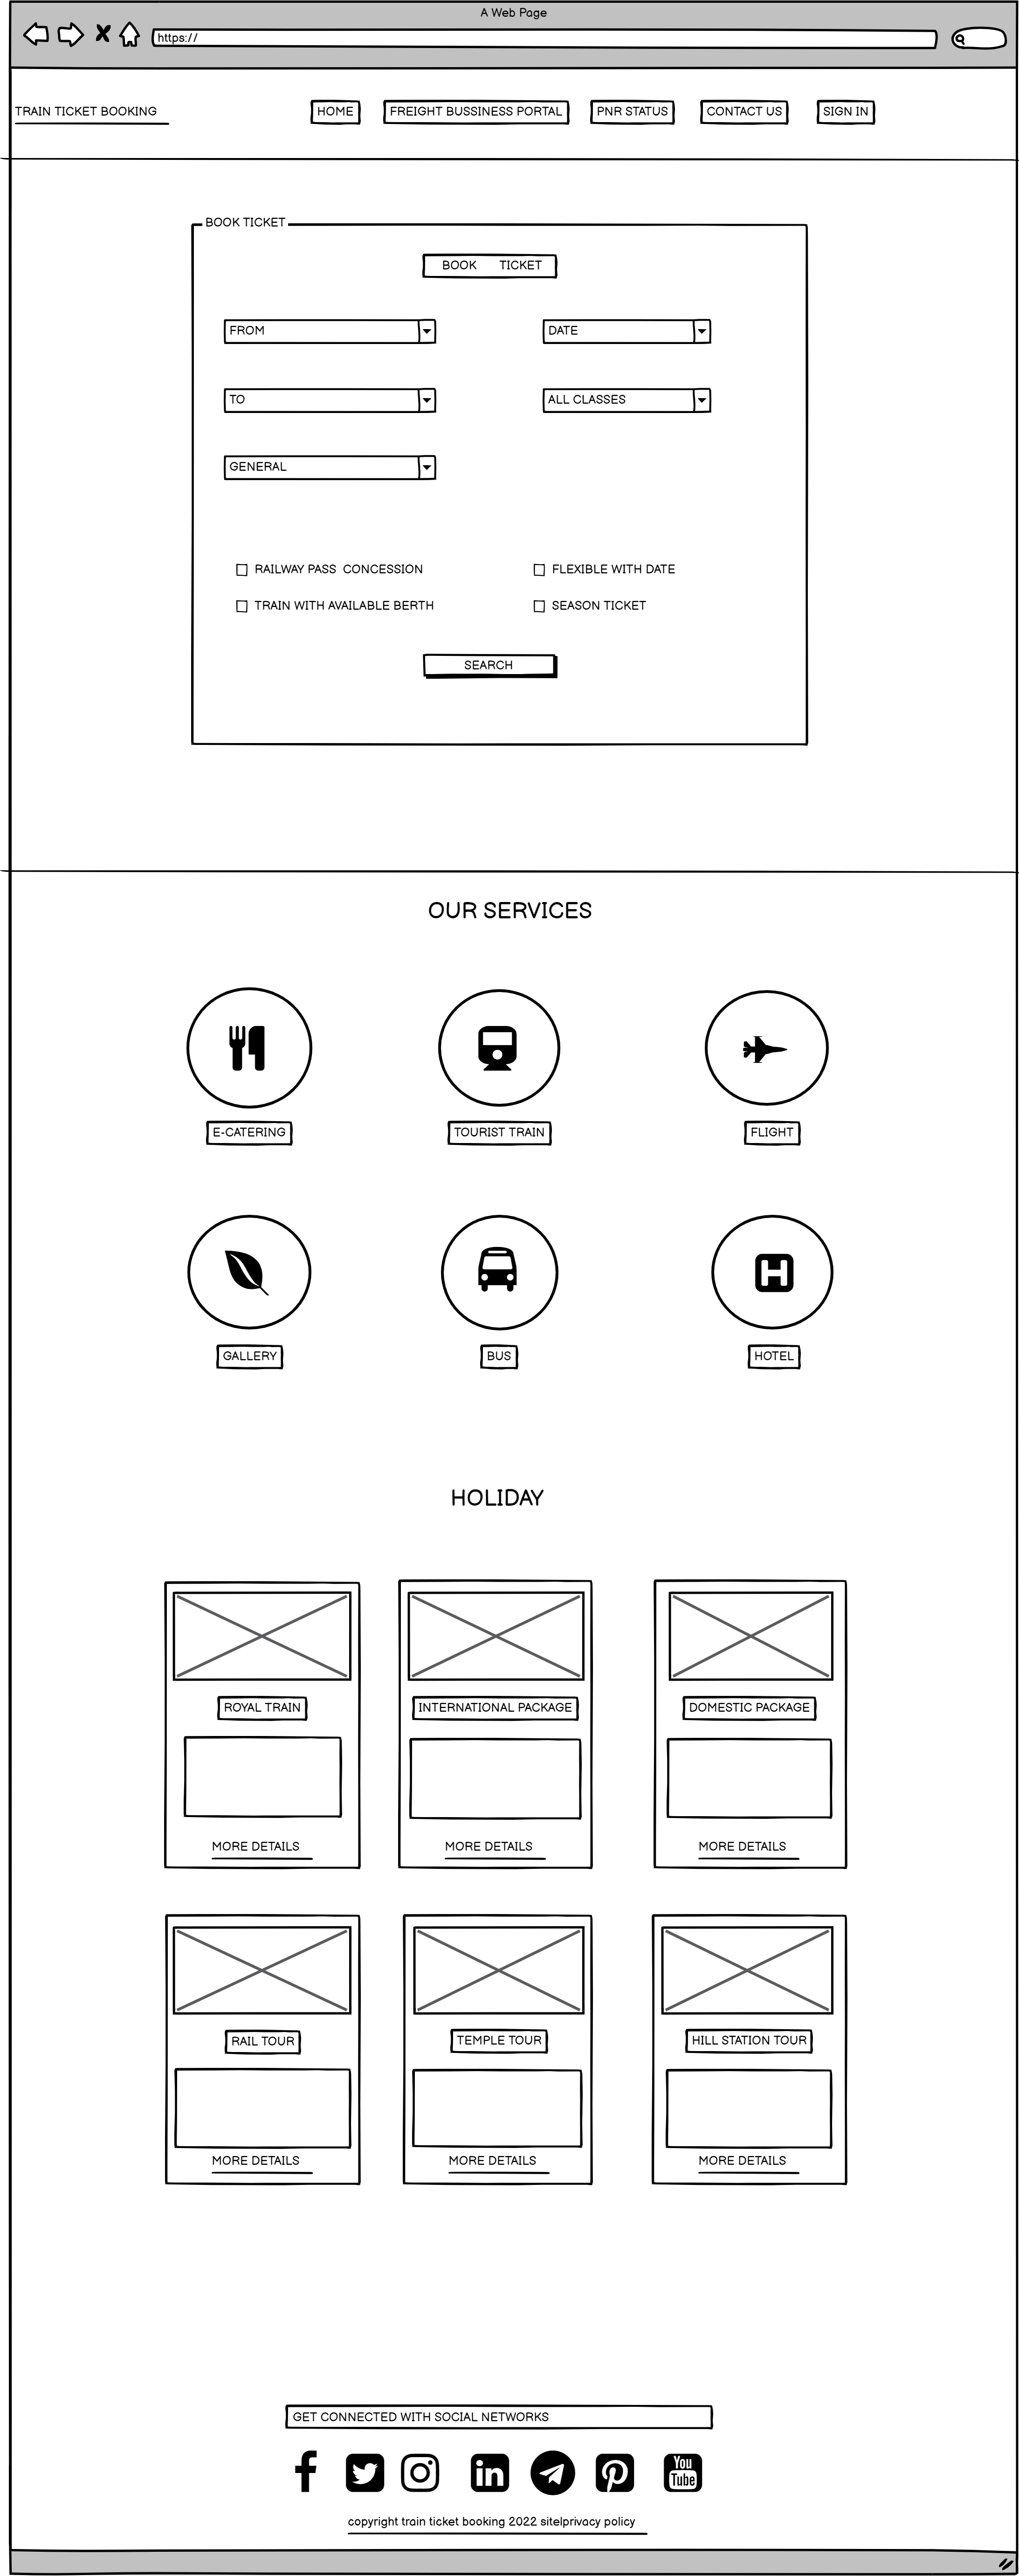 A Web Page
https://
TRAIN TICKET BOOKING
HOME
FREIGHT BUSSINESS PORTAL
PNR STATUS
CONTACT US
SIGN IN
BOOK TICKET
BOOK TICKET
FROM
DATE
TO
ALL CLASSES
GENERAL
RAILWAY PASS CONCESSION
FLEXIBLE WITH DATE
TRAIN WITH AVAILABLE BERTH
SEASON TICKET
SEARCH
OUR SERVICES
E-CATERING
TOURIST TRAIN
FLIGHT
H
GALLERY
BUS
HOTEL
HOLIDAY
ROYAL TRAIN
INTERNATIONAL PACKAGE
DOMESTIC PACKAGE
MORE DETAILS
MORE DETAILS
MORE DETAILS
RAIL TOUR
TEMPLE TOUR
HILL STATION TOUR
MORE DETAILS
MORE DETAILS
MORE DETAILS
GET CONNECTED WITH SOCIAL NETWORKS
f
in
You
Tube
copyright train ticket booking 2022 sitelprivacy policy